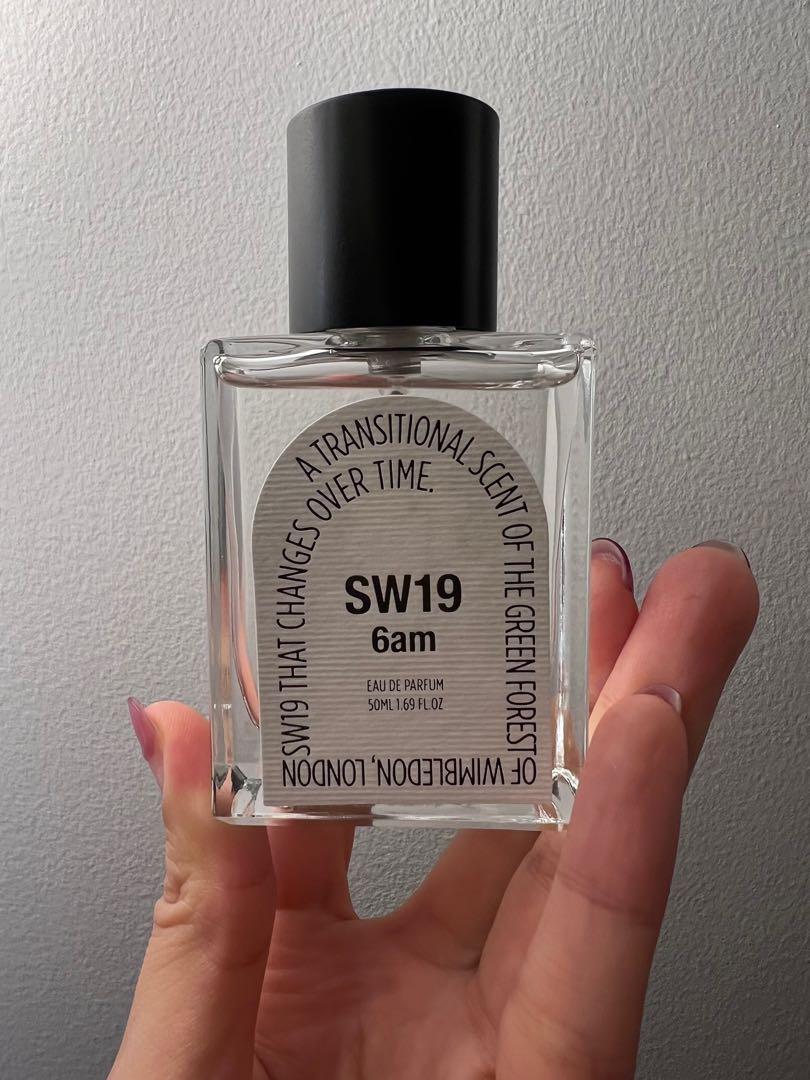 A TRANSITIONAL SCENT OF THE GREEN FOREST
OF WIMBLEDON, LONDON
SW19 THAT CHANGES OVER TIME.
SW19
6am
EAU DE PARFUM
50ML 1.69 FL.OZ